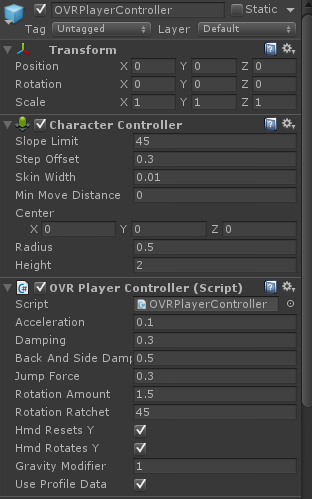 OVRPlayerController Static
Tag Untagged Layer Default
Transform
Position X 0 Y 0 Z 0
Rotation X 0 Y 0 Z 0
Scale X 1 Y 1 Z 1
Character Controller
Slope Limit 45
Step Offset 0.3
Skin Width 0.01
Min Move Distance 0
Center
X 0 Y 0 Z 0
Radius 0.5
Height 2
OVR Player Controller (Script)
Script OVRPlayerController
Acceleration 0.1
Damping 0.3
Back And Side Damp 0.5
Jump Force 0.3
Rotation Amount 1.5
Rotation Ratchet 45
Hmd Resets Y
Hmd Rotates Y
Gravity Modifier 1
Use Profile Data